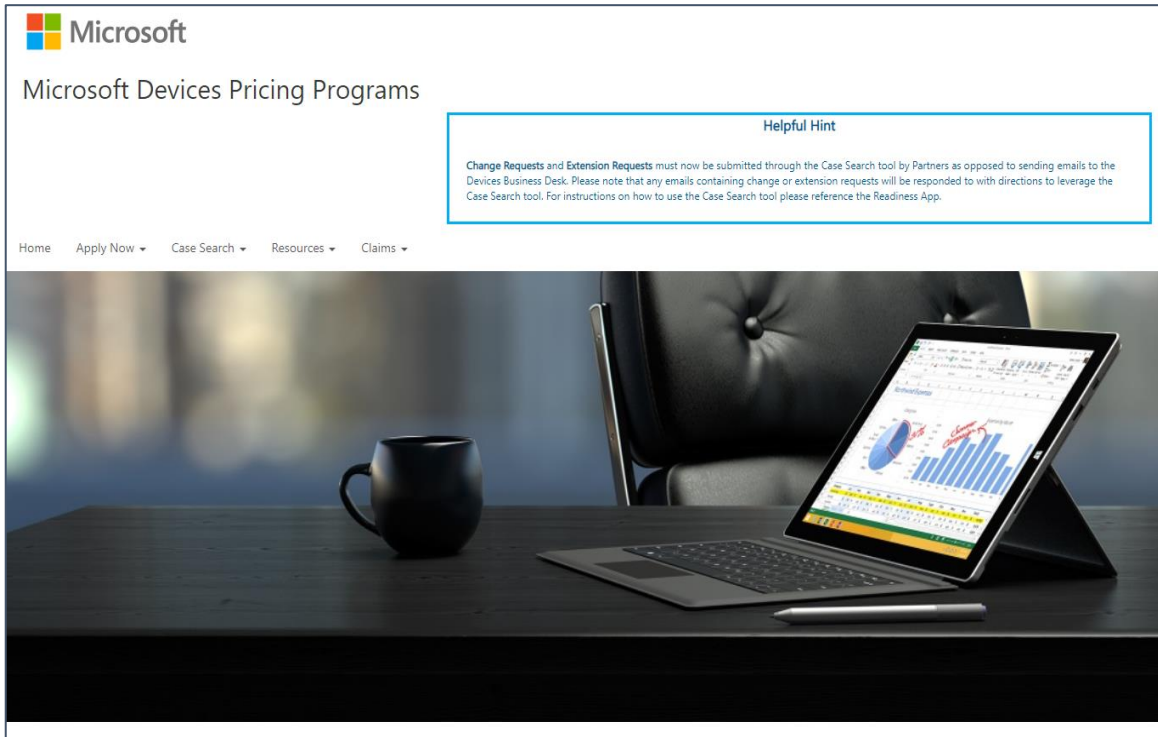 Microsoft
Microsoft Devices Pricing Programs
Helpful Hint
Change Requests and Extension Requests must now be submitted through the Case Search tool by Partners as opposed to sending emails to the
Devices Business Desk. Please note that any emails containing change or extension requests will be responded to with directions to leverage the
Case Search tool. For instructions on how to use the Case Search tool please reference the Readiness App.
Home Apply Now Case Search Resources Claims